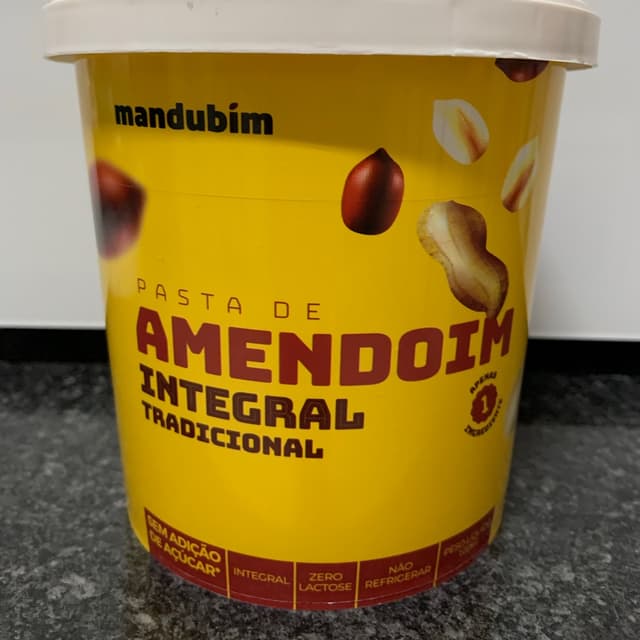 mandubim
PASTA DE
AMENDOIM
INTEGRAL
TRADICIONAL
APENAS
1
INGREDIENTE
SEM ADIÇÃO
DE AÇÚCAR*
INTEGRAL
ZERO
LACTOSE
NÃO
REFRIGERAR